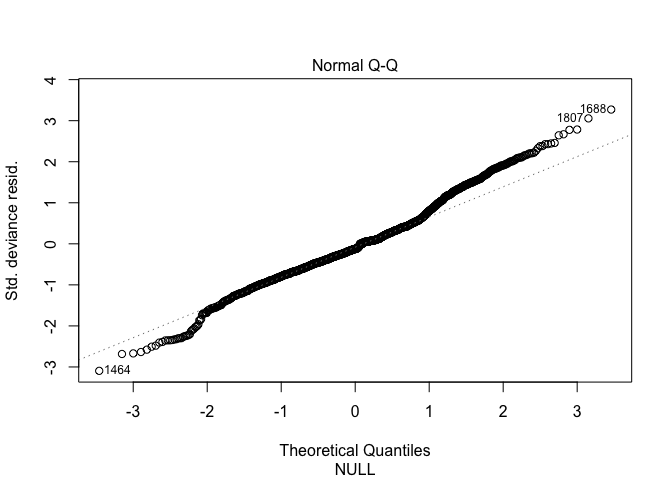 Normal Q-Q
Std. deviance resid.
4
3
2
1
0
-1
-2
-3
1688
1807
1464
-3 -2 -1 0 1 2 3
Theoretical Quantiles
NULL